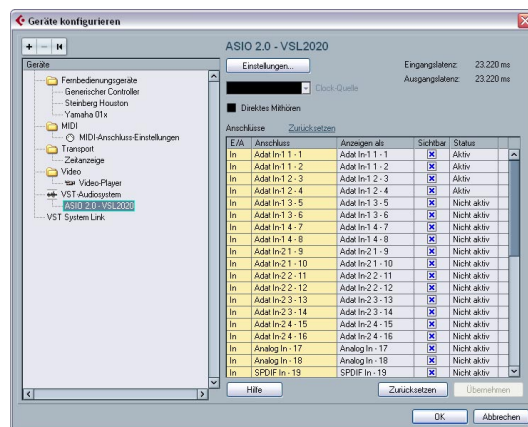 Geräte konfigurieren
Geräte
Fernbedienungsgeräte
Generischer Controller
Steinberg Houston
Yamaha 01x
MIDI
MIDI-Anschluss-Einstellungen
Transport
Zeitanzeige
Video
Video-Player
VST-Audiosystem
ASIO 2.0 - VSL2020
VST System Link
ASIO 2.0 - VSL2020
Einstellungen...
Eingangslatenz: 23.220 ms
Ausgangslatenz: 23.220 ms
Clock-Quelle
Direktes Mithören
Anschlüsse Zurücksetzen
E/A Anschluss Anzeigen als Sichtbar Status
In Adat In-1 1 - 1 Adat In-1 1 - 1 Aktiv
In Adat In-1 1 - 2 Adat In-1 1 - 2 Aktiv
In Adat In-1 2 - 3 Adat In-1 2 - 3 Aktiv
In Adat In-1 2 - 4 Adat In-1 2 - 4 Aktiv
In Adat In-1 3 - 5 Adat In-1 3 - 5 Nicht aktiv
In Adat In-1 3 - 6 Adat In-1 3 - 6 Nicht aktiv
In Adat In-1 4 - 7 Adat In-1 4 - 7 Nicht aktiv
In Adat In-1 4 - 8 Adat In-1 4 - 8 Nicht aktiv
In Adat In-2 1 - 9 Adat In-2 1 - 9 Nicht aktiv
In Adat In-2 1 - 10 Adat In-2 1 - 10 Nicht aktiv
In Adat In-2 2 - 11 Adat In-2 2 - 11 Nicht aktiv
In Adat In-2 2 - 12 Adat In-2 2 - 12 Nicht aktiv
In Adat In-2 3 - 13 Adat In-2 3 - 13 Nicht aktiv
In Adat In-2 3 - 14 Adat In-2 3 - 14 Nicht aktiv
In Adat In-2 4 - 15 Adat In-2 4 - 15 Nicht aktiv
In Adat In-2 4 - 16 Adat In-2 4 - 16 Nicht aktiv
In Analog In - 17 Analog In - 17 Nicht aktiv
In Analog In - 18 Analog In - 18 Nicht aktiv
In SPDIF In - 19 SPDIF In - 19 Nicht aktiv
Hilfe Zurücksetzen Übernehmen
OK Abbrechen